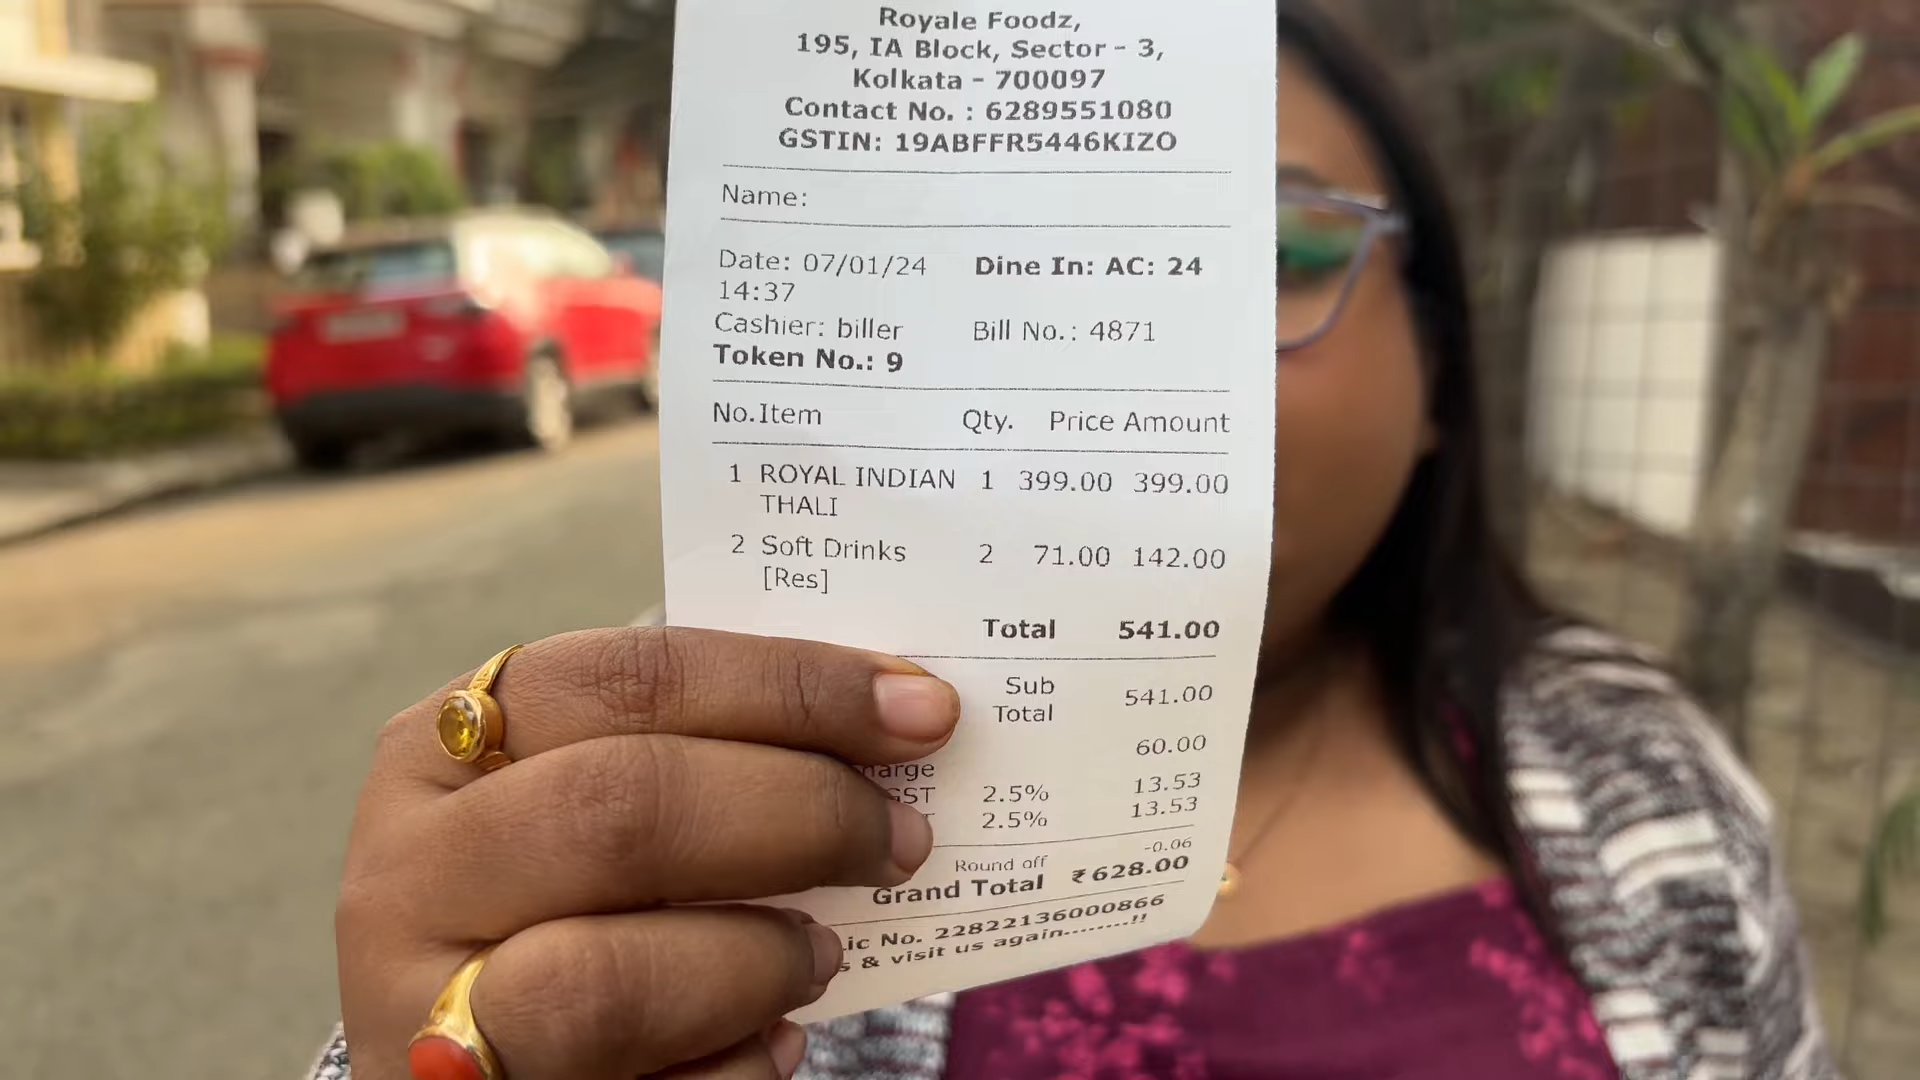 Royale Foodz,
195, IA Block, Sector - 3,
Kolkata - 700097
Contact No. : 6289551080
GSTIN: 19ABFFR5446KIZO
Name:
Date: 07/01/24 Dine In: AC: 24
14:37
Cashier: biller Bill No.: 4871
Token No.: 9
No.Item Qty. Price Amount
1 ROYAL INDIAN 1 399.00 399.00
THALI
2 Soft Drinks 2 71.00 142.00
[Res]
Total 541.00
Sub
Total 541.00
60.00
2.5% 13.53
2.5% 13.53
Round off -0.06
Grand Total ₹628.00
No. 22822136000866
& visit us again.........!!